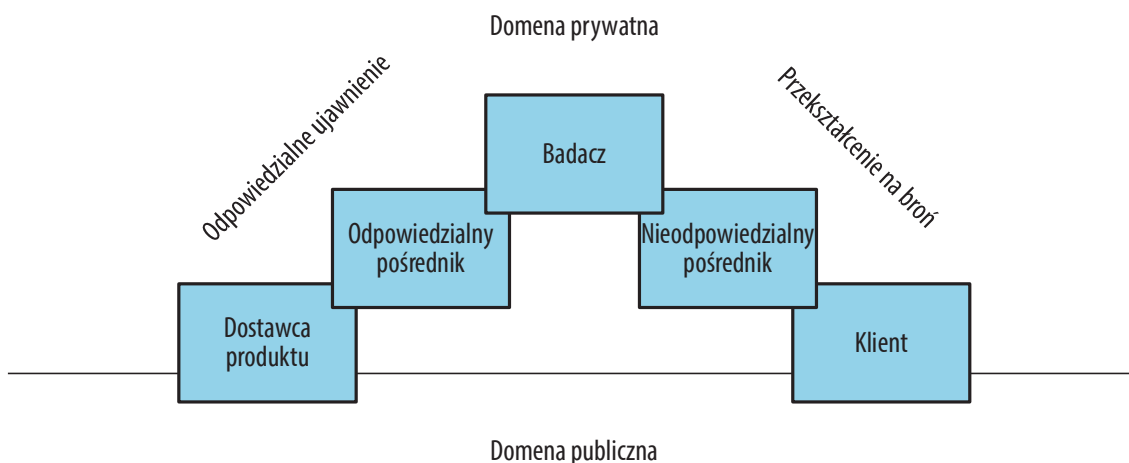 Domena prywatna
Odpowiedzialne ujawnienie
Przekształcenie na broń
Badacz
Odpowiedzialny
pośrednik
Nieodpowiedzialny
pośrednik
Dostawca
produktu
Klient
Domena publiczna